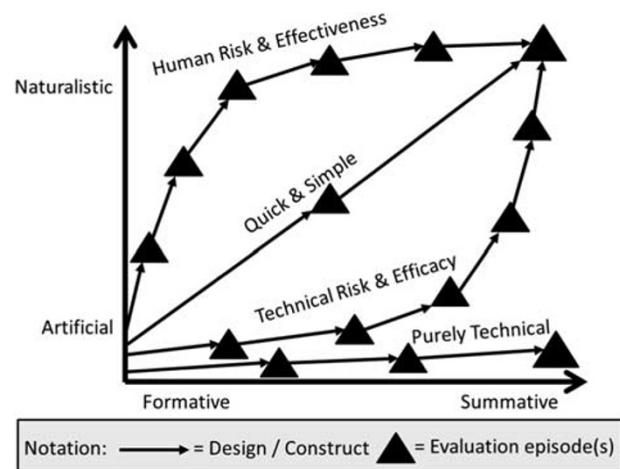 Human Risk & Effectiveness
Naturalistic
Quick & Simple
Technical Risk & Efficacy
Artificial
Purely Technical
Formative
Summative
Notation: = Design / Construct = Evaluation episode(s)